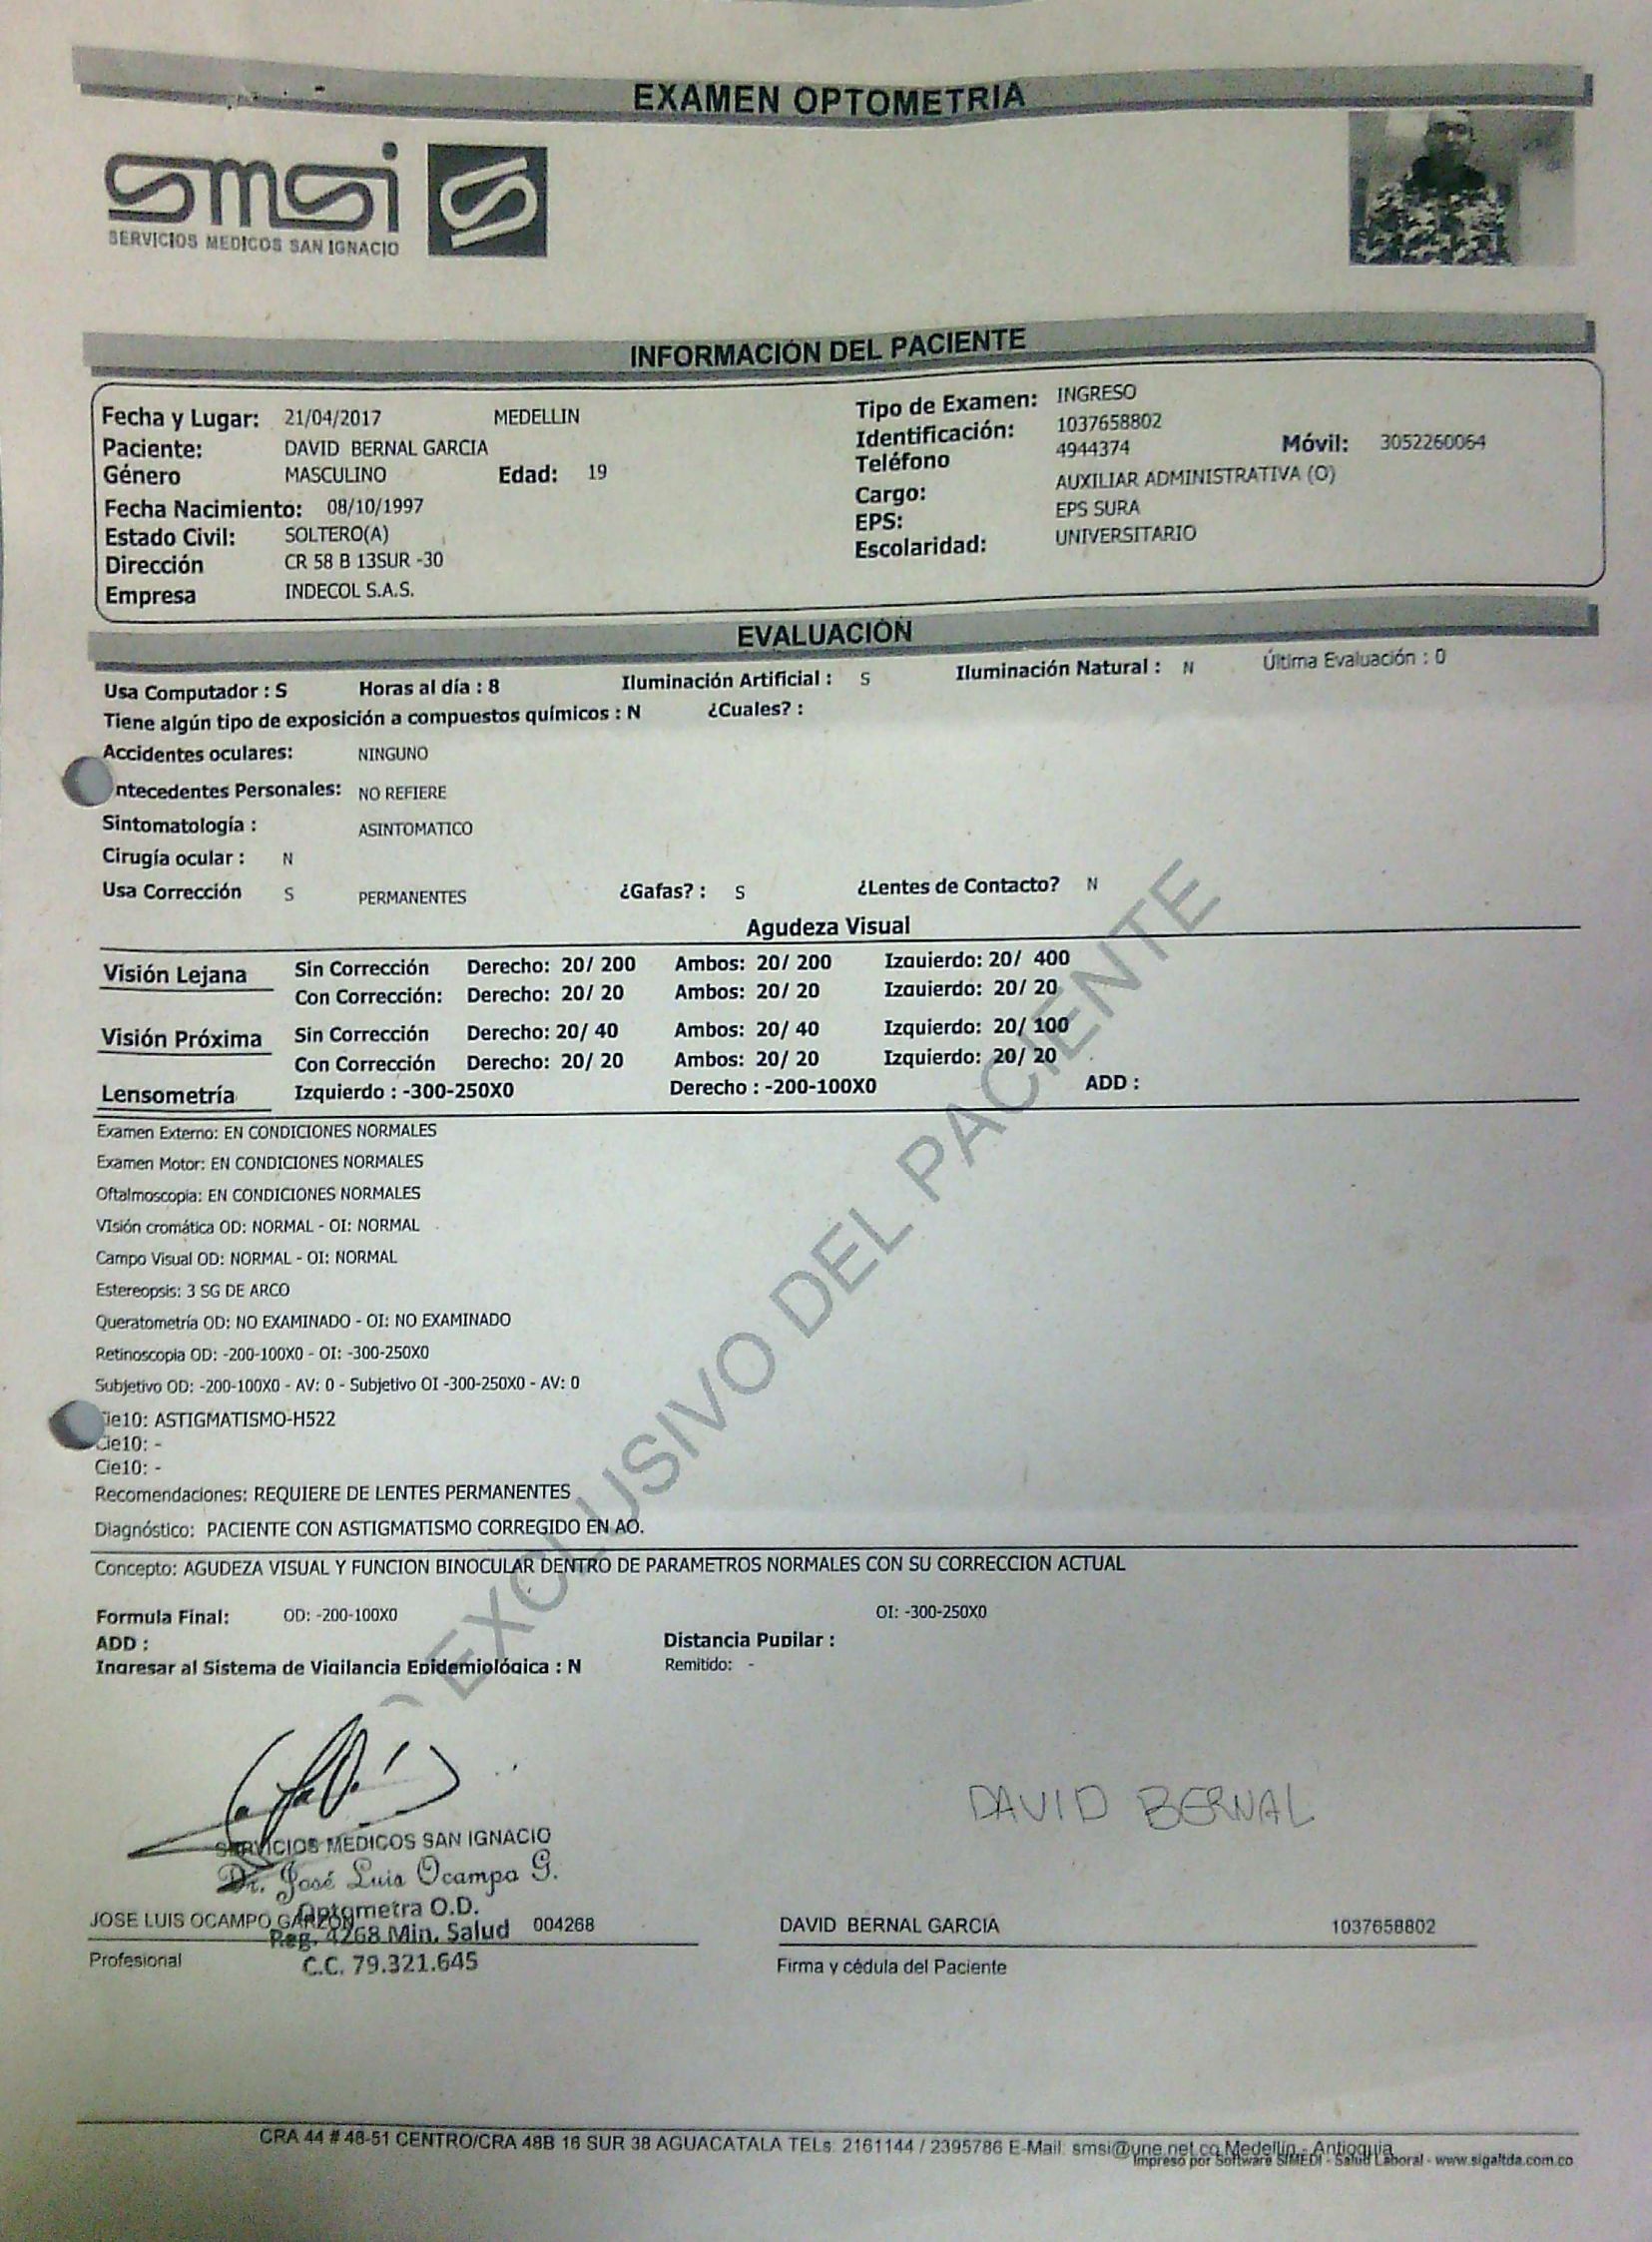 EXAMEN OPTOMETRIA
smsi
SERVICIOS MEDICOS SAN IGNACIO
INFORMACIÓN DEL PACIENTE
Fecha y Lugar: 21/04/2017 MEDELLIN Tipo de Examen: INGRESO
Paciente: DAVID BERNAL GARCIA Identificación: 1037658802
Género MASCULINO Edad: 19 Teléfono 4944374 Móvil: 3052260064
Fecha Nacimiento: 08/10/1997 Cargo: AUXILIAR ADMINISTRATIVA (O)
Estado Civil: SOLTERO(A) EPS: EPS SURA
Dirección CR 58 B 13SUR -30 Escolaridad: UNIVERSITARIO
Empresa INDECOL S.A.S.
EVALUACIÓN
Usa Computador : S Horas al día : 8 Iluminación Artificial : S Iluminación Natural : N Última Evaluación : 0
Tiene algún tipo de exposición a compuestos químicos : N ¿Cuales? :
Accidentes oculares: NINGUNO
ntecedentes Personales: NO REFIERE
Sintomatología : ASINTOMATICO
Cirugía ocular : N
Usa Corrección S PERMANENTES ¿Gafas? : S ¿Lentes de Contacto? N
Agudeza Visual
Visión Lejana Sin Corrección Derecho: 20/ 200 Ambos: 20/ 200 Izquierdo: 20/ 400
Con Corrección: Derecho: 20/ 20 Ambos: 20/ 20 Izquierdo: 20/ 20
Visión Próxima Sin Corrección Derecho: 20/ 40 Ambos: 20/ 40 Izquierdo: 20/ 100
Con Corrección Derecho: 20/ 20 Ambos: 20/ 20 Izquierdo: 20/ 20
Lensometría Izquierdo : -300-250X0 Derecho : -200-100X0 ADD :
Examen Externo: EN CONDICIONES NORMALES
Examen Motor: EN CONDICIONES NORMALES
Oftalmoscopia: EN CONDICIONES NORMALES
VIsión cromática OD: NORMAL - OI: NORMAL
Campo Visual OD: NORMAL - OI: NORMAL
Estereopsis: 3 SG DE ARCO
Queratometría OD: NO EXAMINADO - OI: NO EXAMINADO
Retinoscopia OD: -200-100X0 - OI: -300-250X0
Subjetivo OD: -200-100X0 - AV: 0 - Subjetivo OI -300-250X0 - AV: 0
Cie10: ASTIGMATISMO-H522
Cie10: -
Cie10: -
Recomendaciones: REQUIERE DE LENTES PERMANENTES
Diagnóstico: PACIENTE CON ASTIGMATISMO CORREGIDO EN AO.
Concepto: AGUDEZA VISUAL Y FUNCION BINOCULAR DENTRO DE PARAMETROS NORMALES CON SU CORRECCION ACTUAL
Formula Final: OD: -200-100X0 OI: -300-250X0
ADD : Distancia Pupilar :
Ingresar al Sistema de Vigilancia Epidemiológica : N Remitido: -
EXCLUSIVO DEL PACIENTE
DAVID BERNAL
SERVICIOS MEDICOS SAN IGNACIO
Dr. José Luis Ocampo G.
Optometra O.D.
JOSE LUIS OCAMPO GARZON 004268 DAVID BERNAL GARCIA 1037658802
Reg. 4268 Min. Salud
Profesional C.C. 79.321.645 Firma y cédula del Paciente
CRA 44 # 48-51 CENTRO/CRA 48B 16 SUR 38 AGUACATALA TELs: 2161144 / 2395786 E-Mail: smsi@une.net.co Medellin - Antioquia
Impreso por Software SIMEDI - Salud Laboral - www.sigaltda.com.co